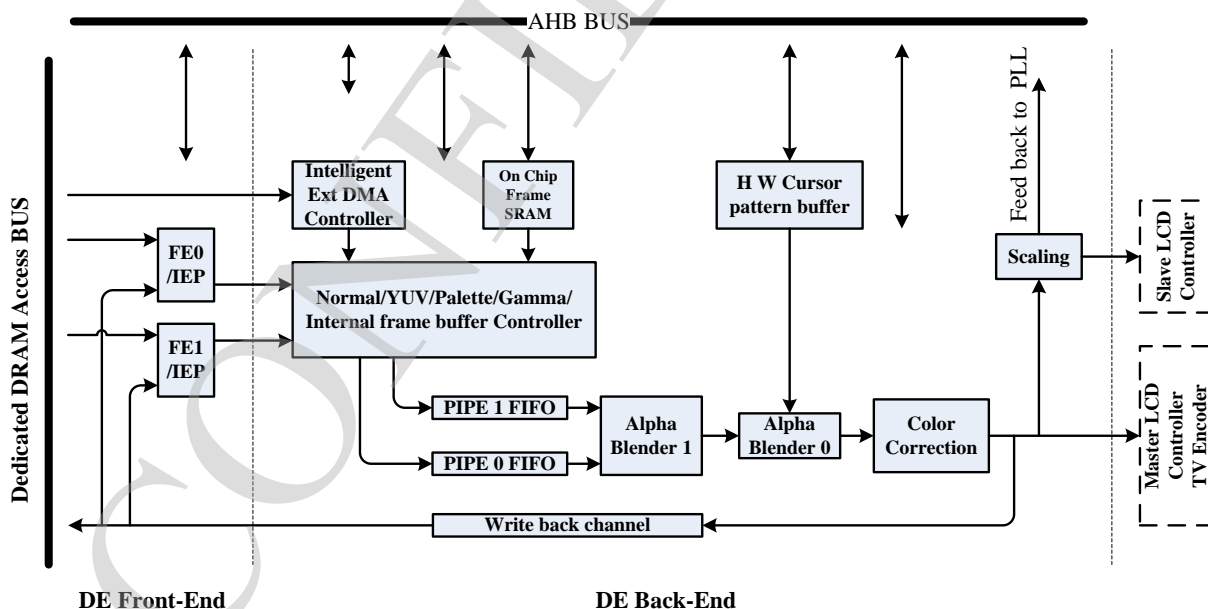 AHB BUS
Dedicated DRAM Access BUS
Intelligent
Ext DMA
Controller
On Chip
Frame
SRAM
H W Cursor
pattern buffer
Feed back to PLL
FE0
/IEP
FE1
/IEP
Normal/YUV/Palette/Gamma/
Internal frame buffer Controller
Scaling
Slave LCD
Controller
PIPE 1 FIFO
PIPE 0 FIFO
Alpha
Blender 1
Alpha
Blender 0
Color
Correction
Master LCD
Controller
TV Encoder
Write back channel
DE Front-End
DE Back-End
CONFI